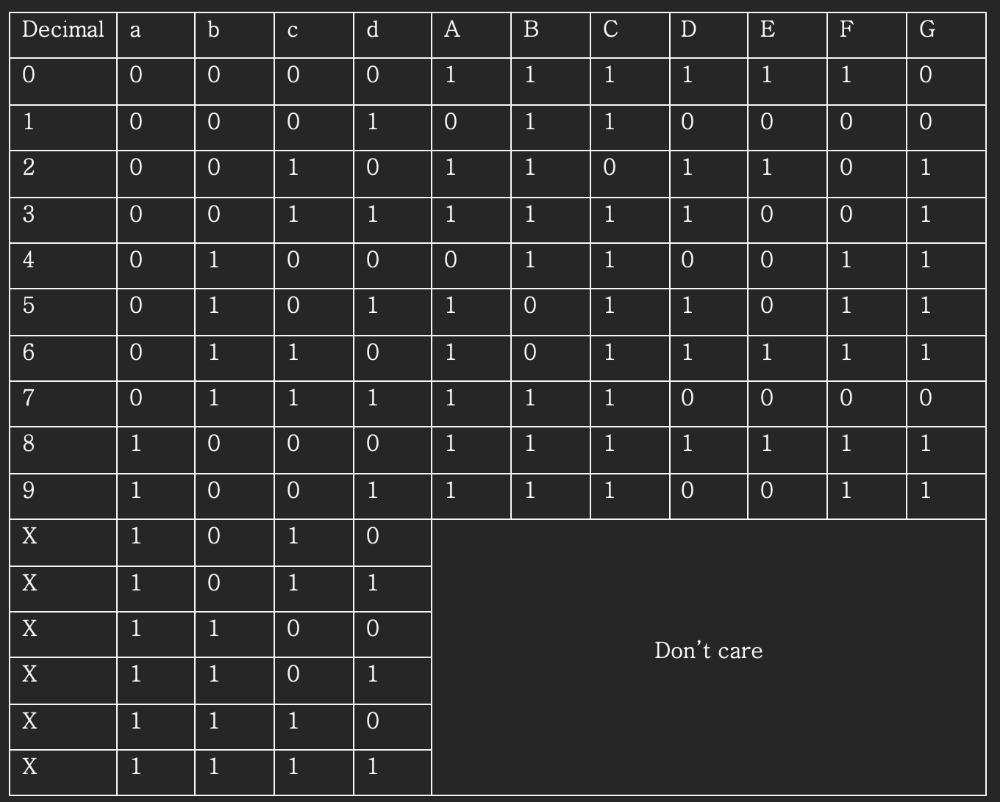 Decimal a b c d A B C D E F G
0 0 0 0 0 1 1 1 1 1 1 0
1 0 0 0 1 0 1 1 0 0 0 0
2 0 0 1 0 1 1 0 1 1 0 1
3 0 0 1 1 1 1 1 1 0 0 1
4 0 1 0 0 0 1 1 0 0 1 1
5 0 1 0 1 1 0 1 1 0 1 1
6 0 1 1 0 1 0 1 1 1 1 1
7 0 1 1 1 1 1 1 0 0 0 0
8 1 0 0 0 1 1 1 1 1 1 1
9 1 0 0 1 1 1 1 0 0 1 1
X 1 0 1 0
X 1 0 1 1
X 1 1 0 0
Don't care
X 1 1 0 1
X 1 1 1 0
X 1 1 1 1